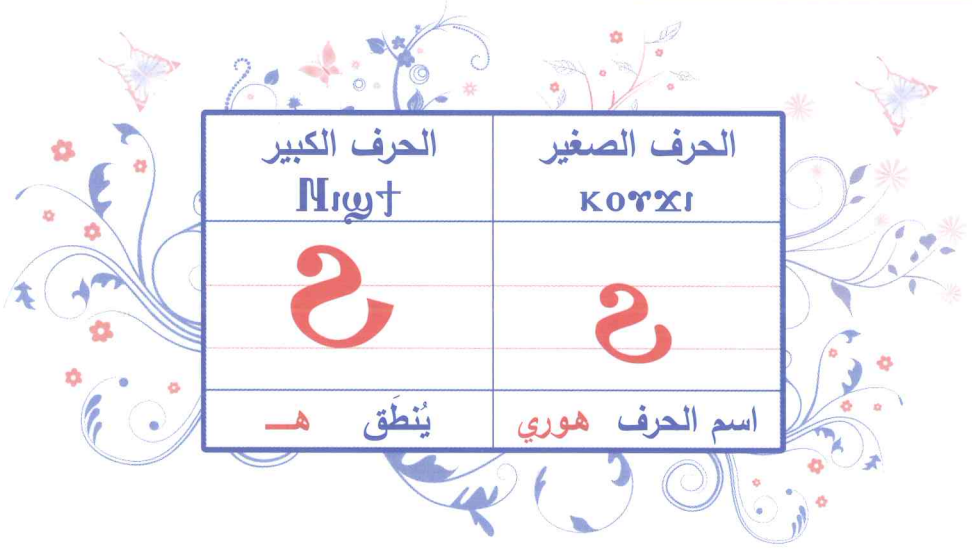 الحرف الصغير
ⲕⲟⲩϫⲓ
الحرف الكبير
Ⲛⲓϣϯ
ϩ
Ϩ
اسم الحرف هوري
يُنطَق هـ